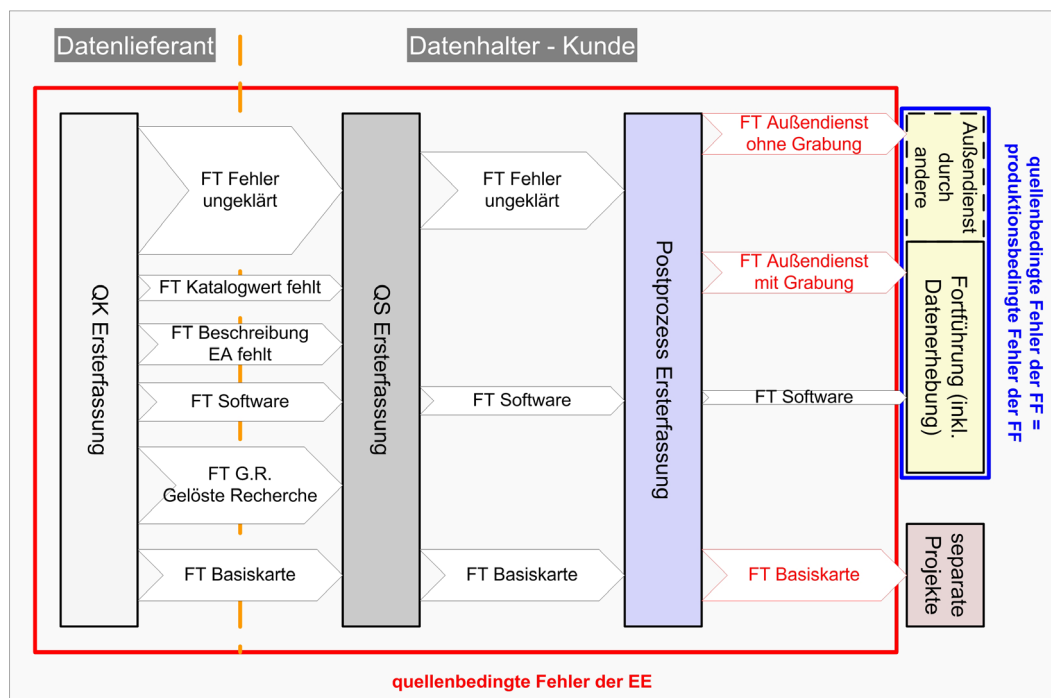 Datenlieferant
Datenhalter - Kunde
QK Ersterfassung
FT Fehler
ungeklärt
FT Katalogwert fehlt
FT Beschreibung
EA fehlt
FT Software
FT G.R.
Gelöste Recherche
FT Basiskarte
QS Ersterfassung
FT Fehler
ungeklärt
FT Software
FT Basiskarte
Postprozess Ersterfassung
FT Außendienst
ohne Grabung
FT Außendienst
mit Grabung
FT Software
FT Basiskarte
Außendienst
durch
andere
Fortführung (inkl.
Datenerhebung)
separate
Projekte
quellenbedingte Fehler der FF =
produktionsbedingte Fehler der FF
quellenbedingte Fehler der EE